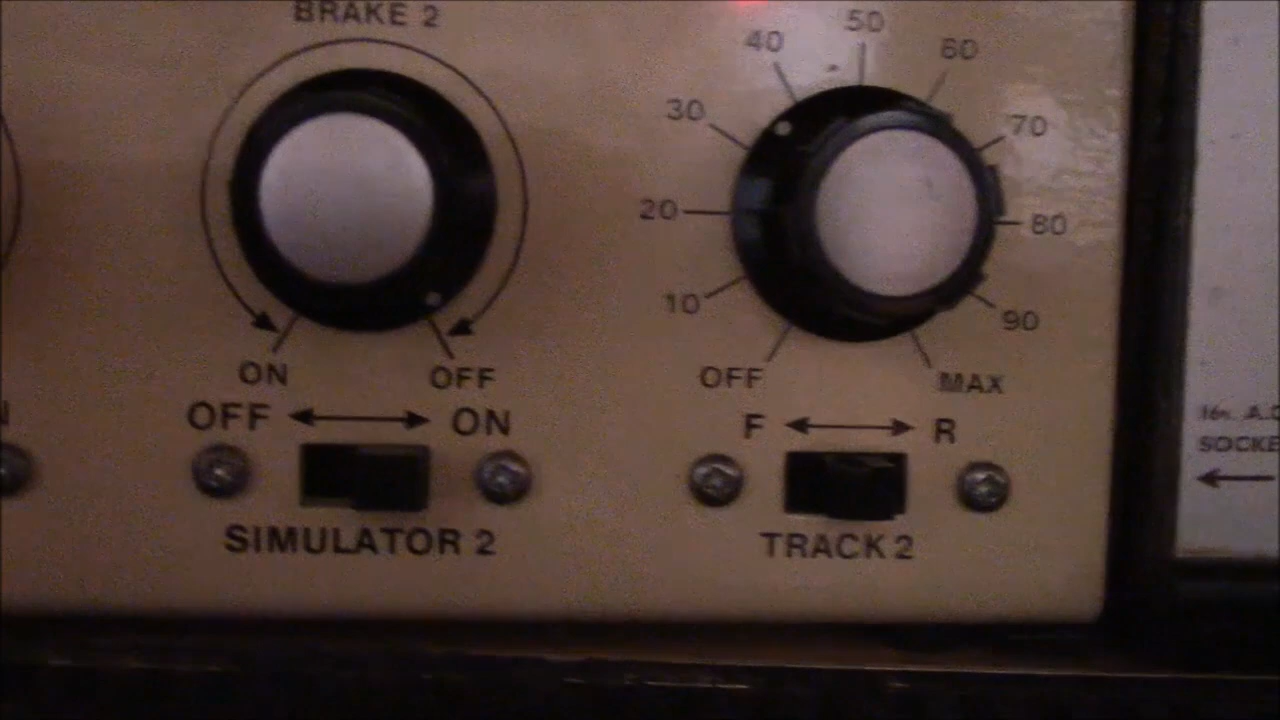 BRAKE 2
50
40
60
30
70
20
80
10
90
ON
OFF
OFF
MAX
OFF
ON
F
R
SIMULATOR 2
TRACK 2
SOCKE